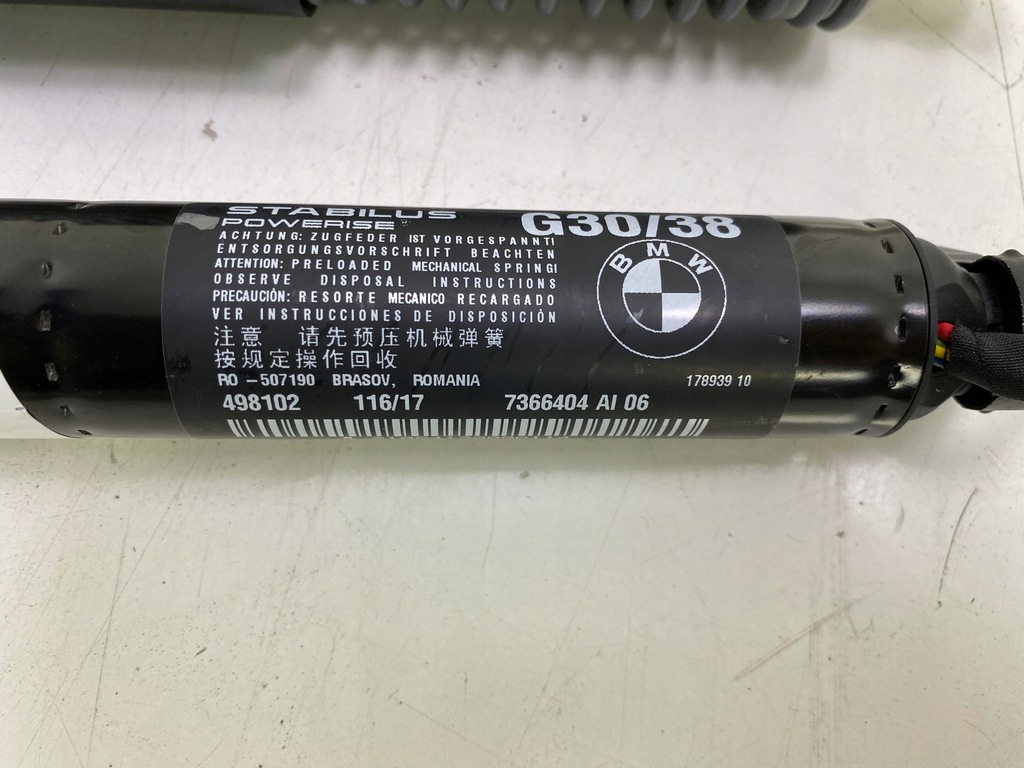 STABILUS
POWERISE
G30/38
ACHTUNG: ZUGFEDER IST VORGESPANNT!
ENTSORGUNGSVORSCHRIFT BEACHTEN
ATTENTION: PRELOADED MECHANICAL SPRING!
OBSERVE DISPOSAL INSTRUCTIONS
PRECAUCIÓN: RESORTE MECANICO RECARGADO
VER INSTRUCCIONES DE DISPOSICIÓN
注意 请先预压机械弹簧
按规定操作回收
BMW
RO -507190 BRASOV, ROMANIA
178939 10
498102 116/17 7366404 AI 06